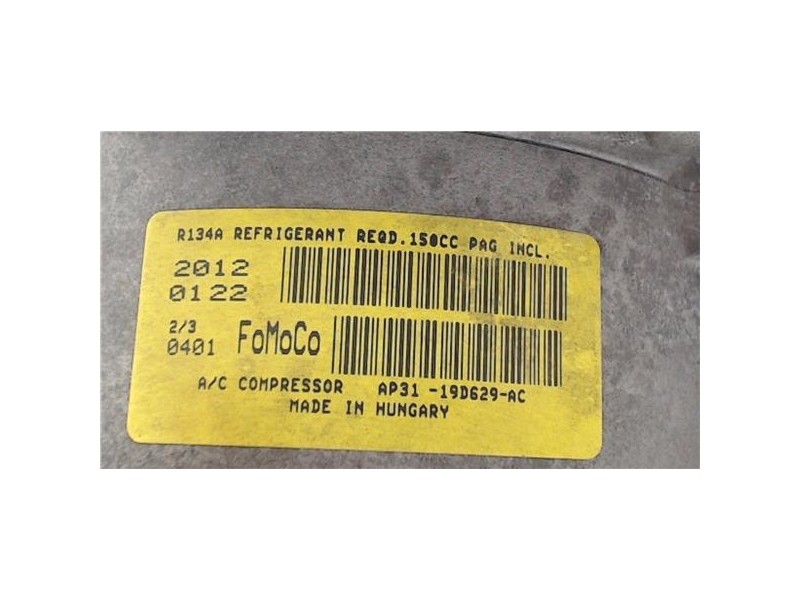 R134A REFRIGERANT REQD.150CC PAG INCL.
2012
0122
2/3
0401 FoMoCo
A/C COMPRESSOR AP31 -19D629-AC
MADE IN HUNGARY